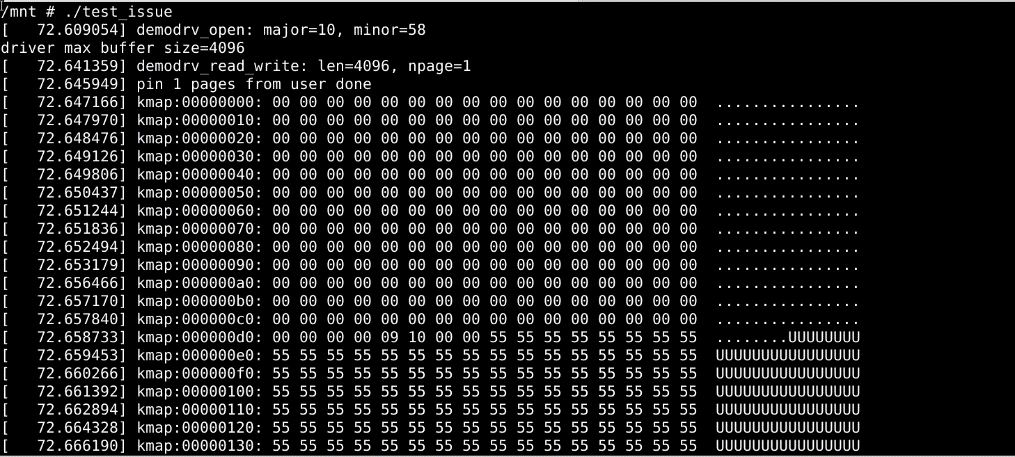 /mnt # ./test_issue
[   72.609054] demodrv_open: major=10, minor=58
driver max buffer size=4096
[   72.641359] demodrv_read_write: len=4096, npage=1
[   72.645949] pin 1 pages from user done
[   72.647166] kmap:00000000: 00 00 00 00 00 00 00 00 00 00 00 00 00 00 00 00  ................
[   72.647970] kmap:00000010: 00 00 00 00 00 00 00 00 00 00 00 00 00 00 00 00  ................
[   72.648476] kmap:00000020: 00 00 00 00 00 00 00 00 00 00 00 00 00 00 00 00  ................
[   72.649126] kmap:00000030: 00 00 00 00 00 00 00 00 00 00 00 00 00 00 00 00  ................
[   72.649806] kmap:00000040: 00 00 00 00 00 00 00 00 00 00 00 00 00 00 00 00  ................
[   72.650437] kmap:00000050: 00 00 00 00 00 00 00 00 00 00 00 00 00 00 00 00  ................
[   72.651244] kmap:00000060: 00 00 00 00 00 00 00 00 00 00 00 00 00 00 00 00  ................
[   72.651836] kmap:00000070: 00 00 00 00 00 00 00 00 00 00 00 00 00 00 00 00  ................
[   72.652494] kmap:00000080: 00 00 00 00 00 00 00 00 00 00 00 00 00 00 00 00  ................
[   72.653179] kmap:00000090: 00 00 00 00 00 00 00 00 00 00 00 00 00 00 00 00  ................
[   72.656466] kmap:000000a0: 00 00 00 00 00 00 00 00 00 00 00 00 00 00 00 00  ................
[   72.657170] kmap:000000b0: 00 00 00 00 00 00 00 00 00 00 00 00 00 00 00 00  ................
[   72.657840] kmap:000000c0: 00 00 00 00 00 00 00 00 00 00 00 00 00 00 00 00  ................
[   72.658733] kmap:000000d0: 00 00 00 00 09 10 00 00 55 55 55 55 55 55 55 55  ........UUUUUUUU
[   72.659453] kmap:000000e0: 55 55 55 55 55 55 55 55 55 55 55 55 55 55 55 55  UUUUUUUUUUUUUUUU
[   72.660266] kmap:000000f0: 55 55 55 55 55 55 55 55 55 55 55 55 55 55 55 55  UUUUUUUUUUUUUUUU
[   72.661392] kmap:00000100: 55 55 55 55 55 55 55 55 55 55 55 55 55 55 55 55  UUUUUUUUUUUUUUUU
[   72.662894] kmap:00000110: 55 55 55 55 55 55 55 55 55 55 55 55 55 55 55 55  UUUUUUUUUUUUUUUU
[   72.664328] kmap:00000120: 55 55 55 55 55 55 55 55 55 55 55 55 55 55 55 55  UUUUUUUUUUUUUUUU
[   72.666190] kmap:00000130: 55 55 55 55 55 55 55 55 55 55 55 55 55 55 55 55  UUUUUUUUUUUUUUUU